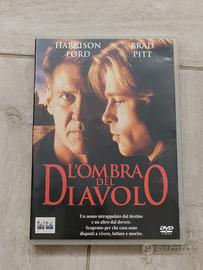 HARRISON FORD
BRAD PITT
L'OMBRA
DEL
DIAVOLO
Un uomo intrappolato dal destino
e un altro dal dovere.
Scoprono per che cosa sono
disposti a vivere, lottare e morire.
DVD